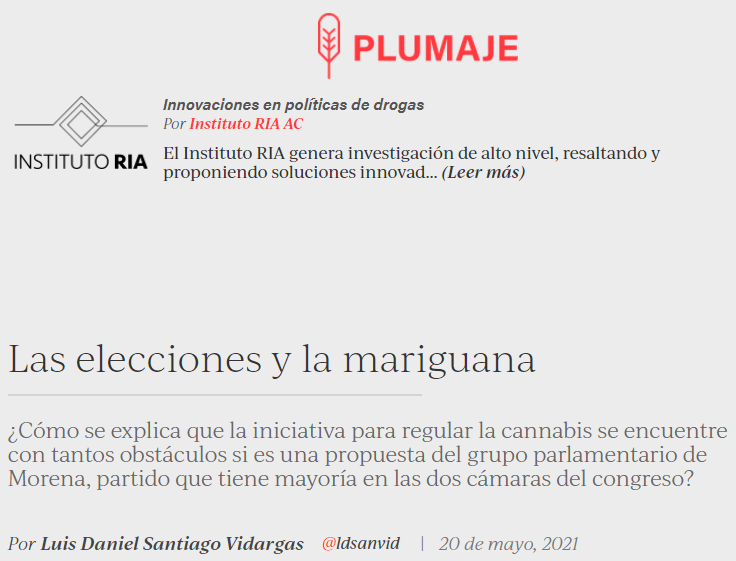 PLUMAJE
Innovaciones en políticas de drogas
Por Instituto RIA AC
INSTITUTO RIA
El Instituto RIA genera investigación de alto nivel, resaltando y
proponiendo soluciones innovad... (Leer más)
Las elecciones y la mariguana
¿Cómo se explica que la iniciativa para regular la cannabis se encuentre
con tantos obstáculos si es una propuesta del grupo parlamentario de
Morena, partido que tiene mayoría en las dos cámaras del congreso?
Por Luis Daniel Santiago Vidargas @ldsanvid | 20 de mayo, 2021